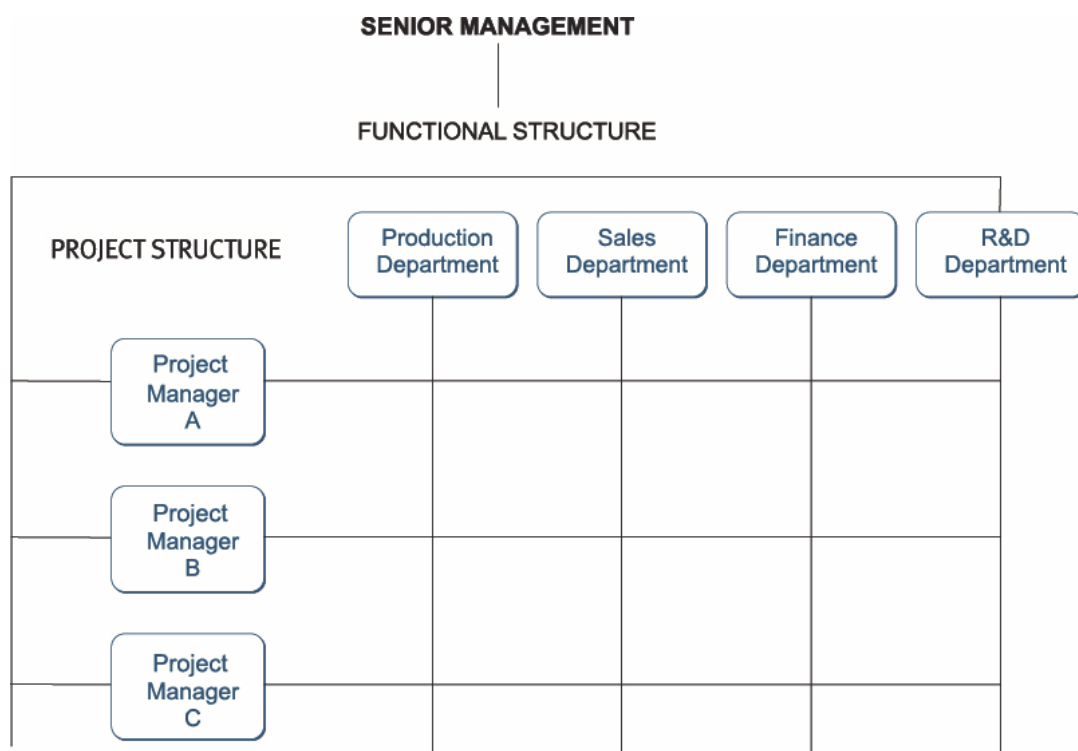 SENIOR MANAGEMENT
FUNCTIONAL STRUCTURE
PROJECT STRUCTURE
Production
Department
Sales
Department
Finance
Department
R&D
Department
Project
Manager
A
Project
Manager
B
Project
Manager
C